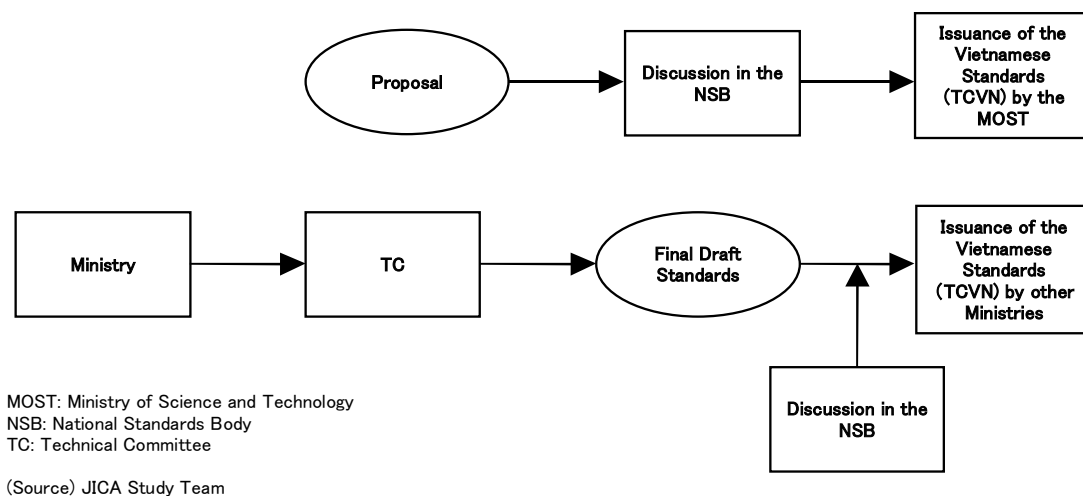 Proposal
Discussion in the
NSB
Issuance of the
Vietnamese
Standards
(TCVN) by the
MOST
Ministry
TC
Final Draft
Standards
Issuance of the
Vietnamese
Standards
(TCVN) by other
Ministries
Discussion in the
NSB
MOST: Ministry of Science and Technology
NSB: National Standards Body
TC: Technical Committee
(Source) JICA Study Team